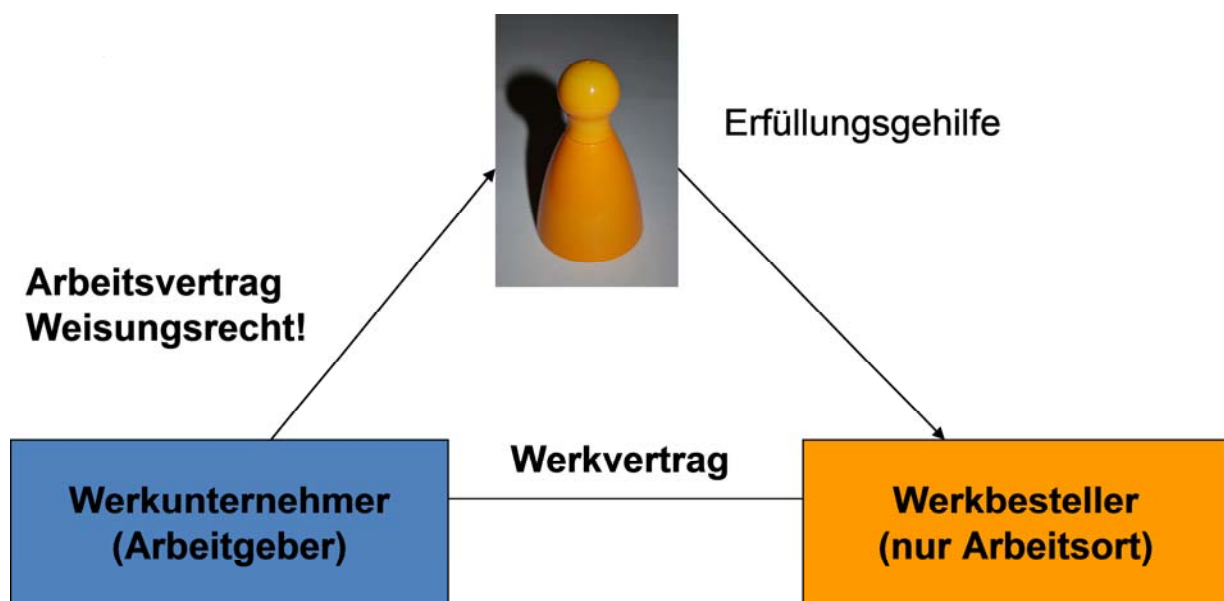 Erfüllungsgehilfe
Arbeitsvertrag
Weisungsrecht!
Werkvertrag
Werkunternehmer
(Arbeitgeber)
Werkbesteller
(nur Arbeitsort)